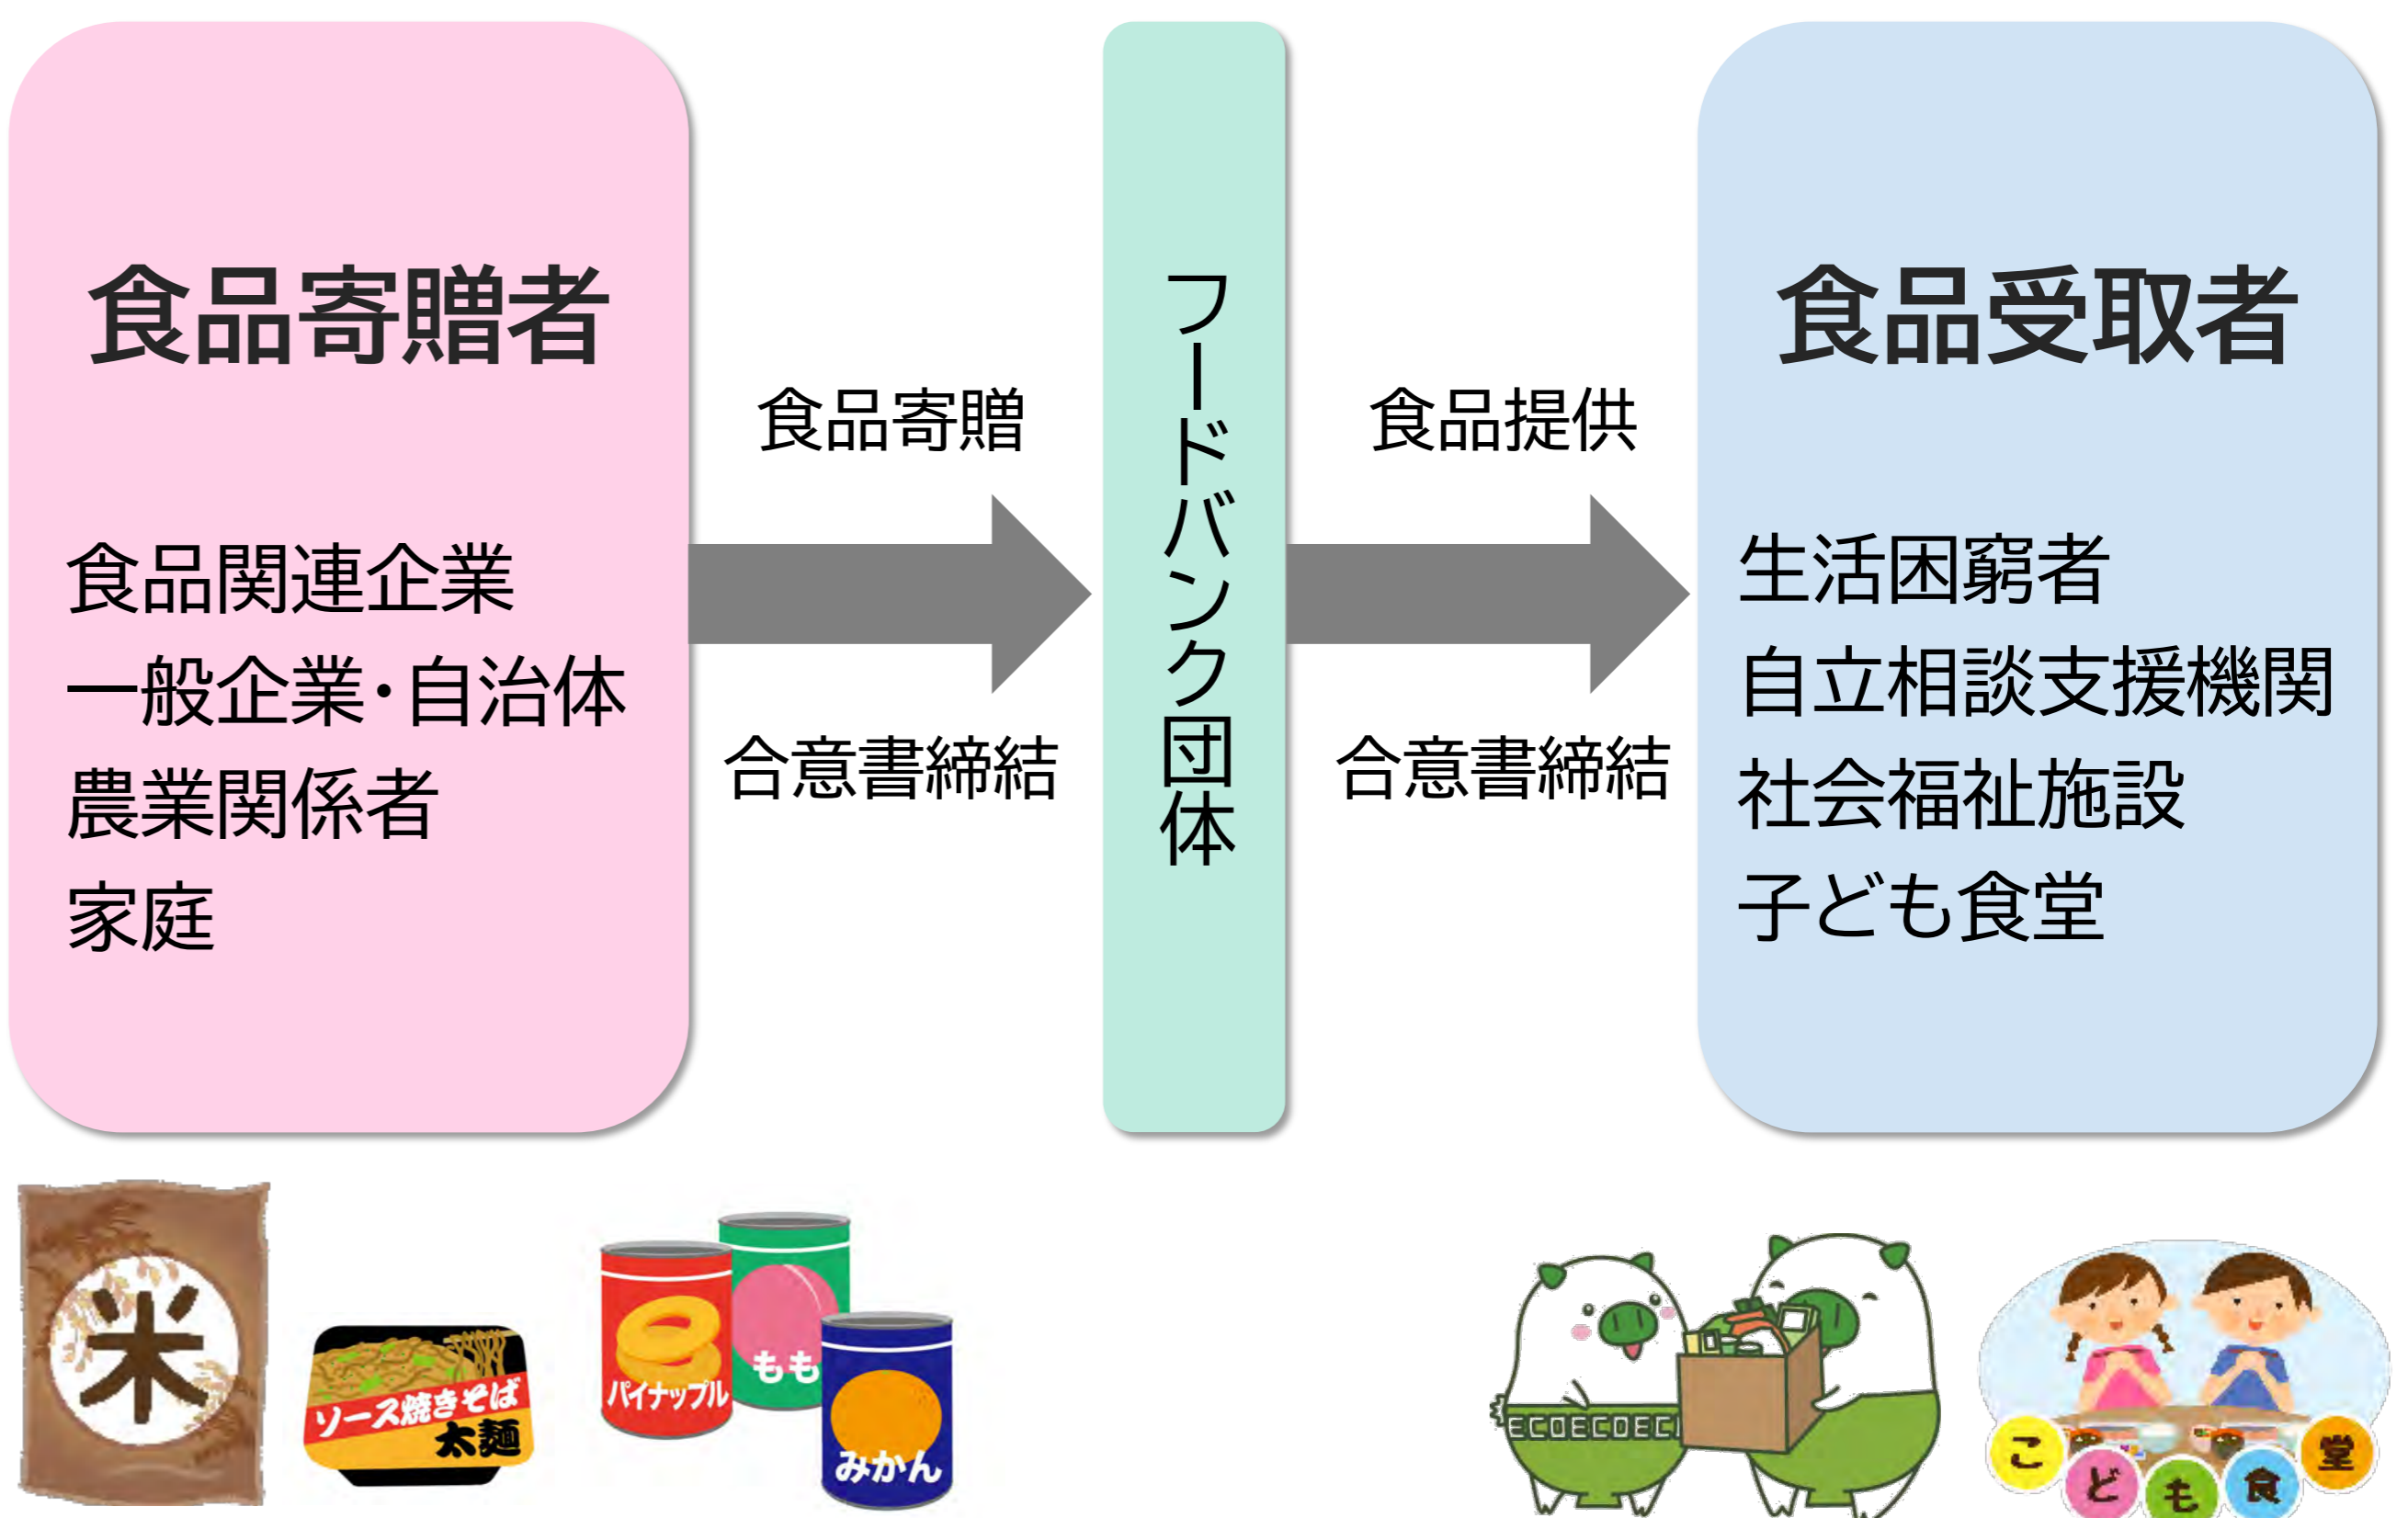 食品寄贈者
食品関連企業
一般企業・自治体
農業関係者
家庭
食品寄贈
合意書締結
フードバンク団体
食品提供
合意書締結
食品受取者
生活困窮者
自立相談支援機関
社会福祉施設
子ども食堂
米
ソース焼きそば
太麺
パイナップル
もも
みかん
ECOECOEC
こども食堂